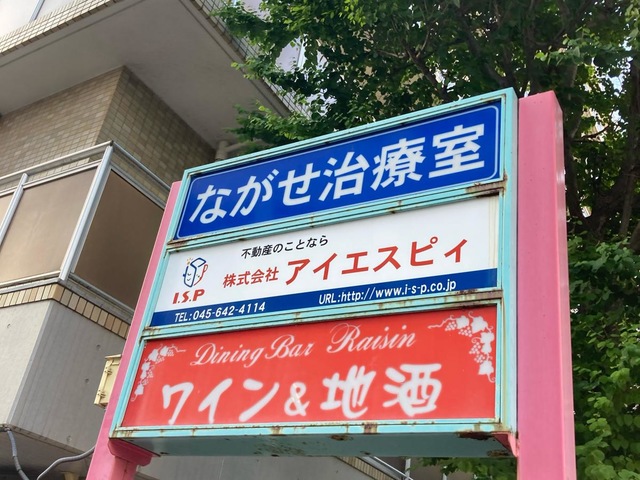 ながせ治療室
不動産のことなら
I.S.P 株式会社 アイエスピィ
TEL:045-642-4114 URL:http://www.i-s-p.co.jp
Dining Bar Raisin
ワイン&地酒